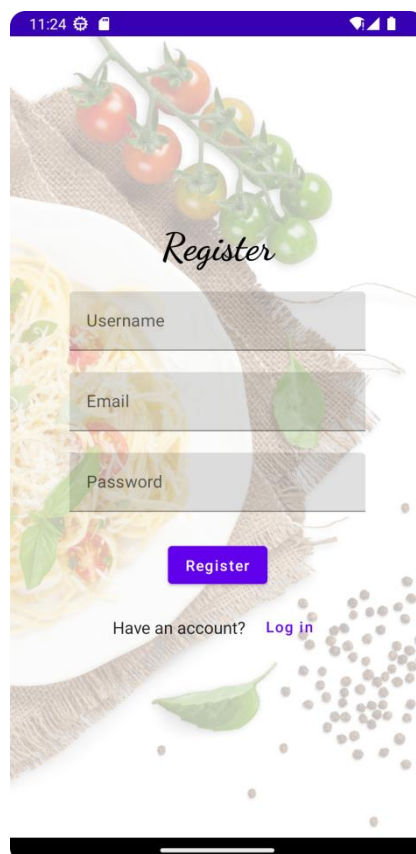 11:24
Register
Username
Email
Password
Register
Have an account? Log in